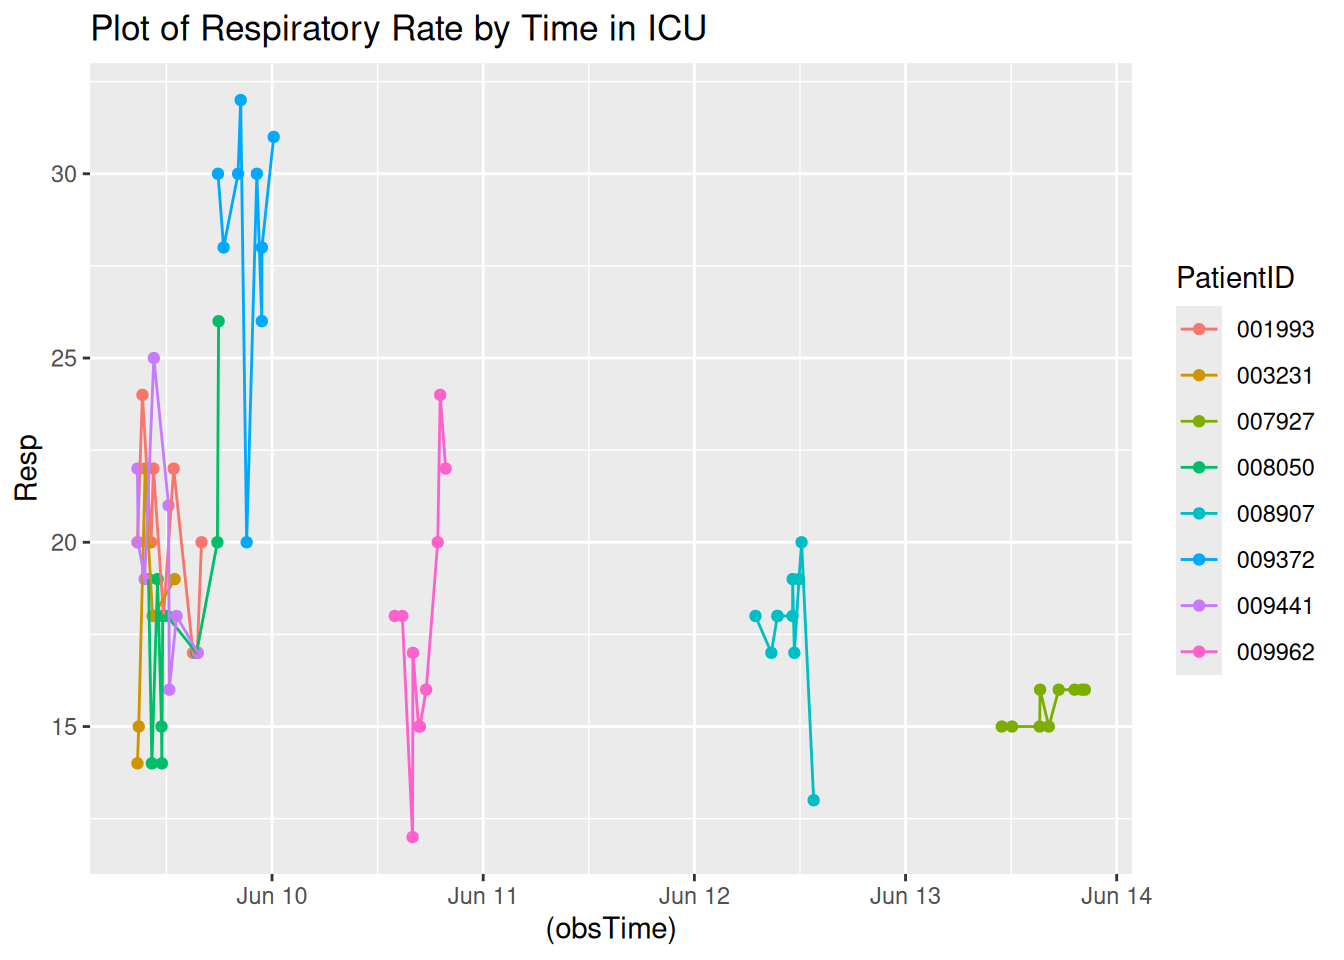 Plot of Respiratory Rate by Time in ICU
Resp
30
25
20
15
Jun 10 Jun 11 Jun 12 Jun 13 Jun 14
(obsTime)
PatientID
001993
003231
007927
008050
008907
009372
009441
009962